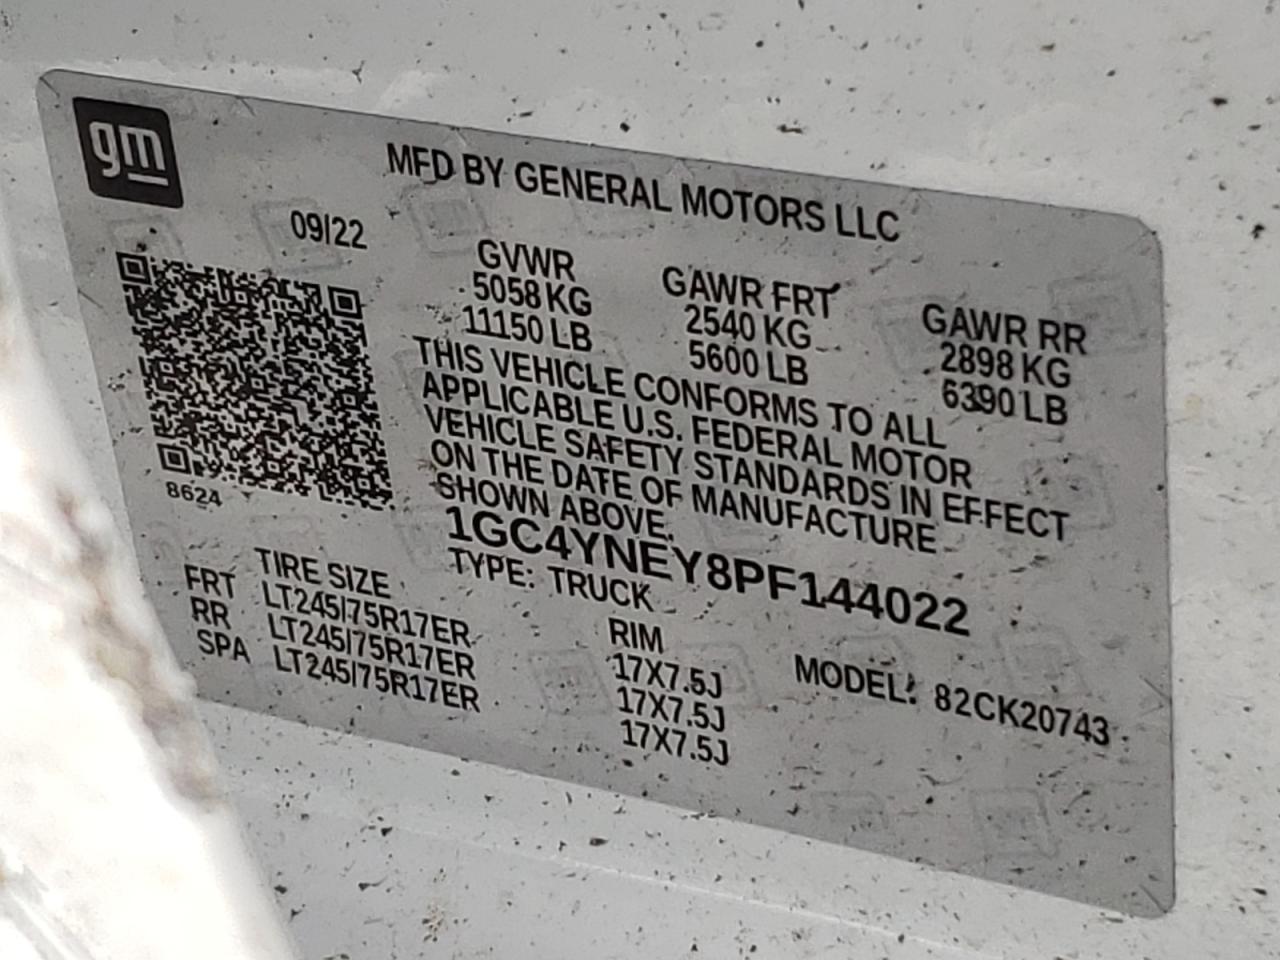 gm
MFD BY GENERAL MOTORS LLC
09/22
GVWR GAWR FRT GAWR RR
5058 KG 2540 KG 2898 KG
11150 LB 5600 LB 6390 LB
THIS VEHICLE CONFORMS TO ALL
APPLICABLE U.S. FEDERAL MOTOR
VEHICLE SAFETY STANDARDS IN EFFECT
ON THE DATE OF MANUFACTURE
SHOWN ABOVE.
8624
1GC4YNEY8PF144022
TYPE: TRUCK
TIRE SIZE RIM
FRT LT245/75R17ER 17X7.5J
RR LT245/75R17ER 17X7.5J
SPA LT245/75R17ER 17X7.5J
MODEL: 82CK20743